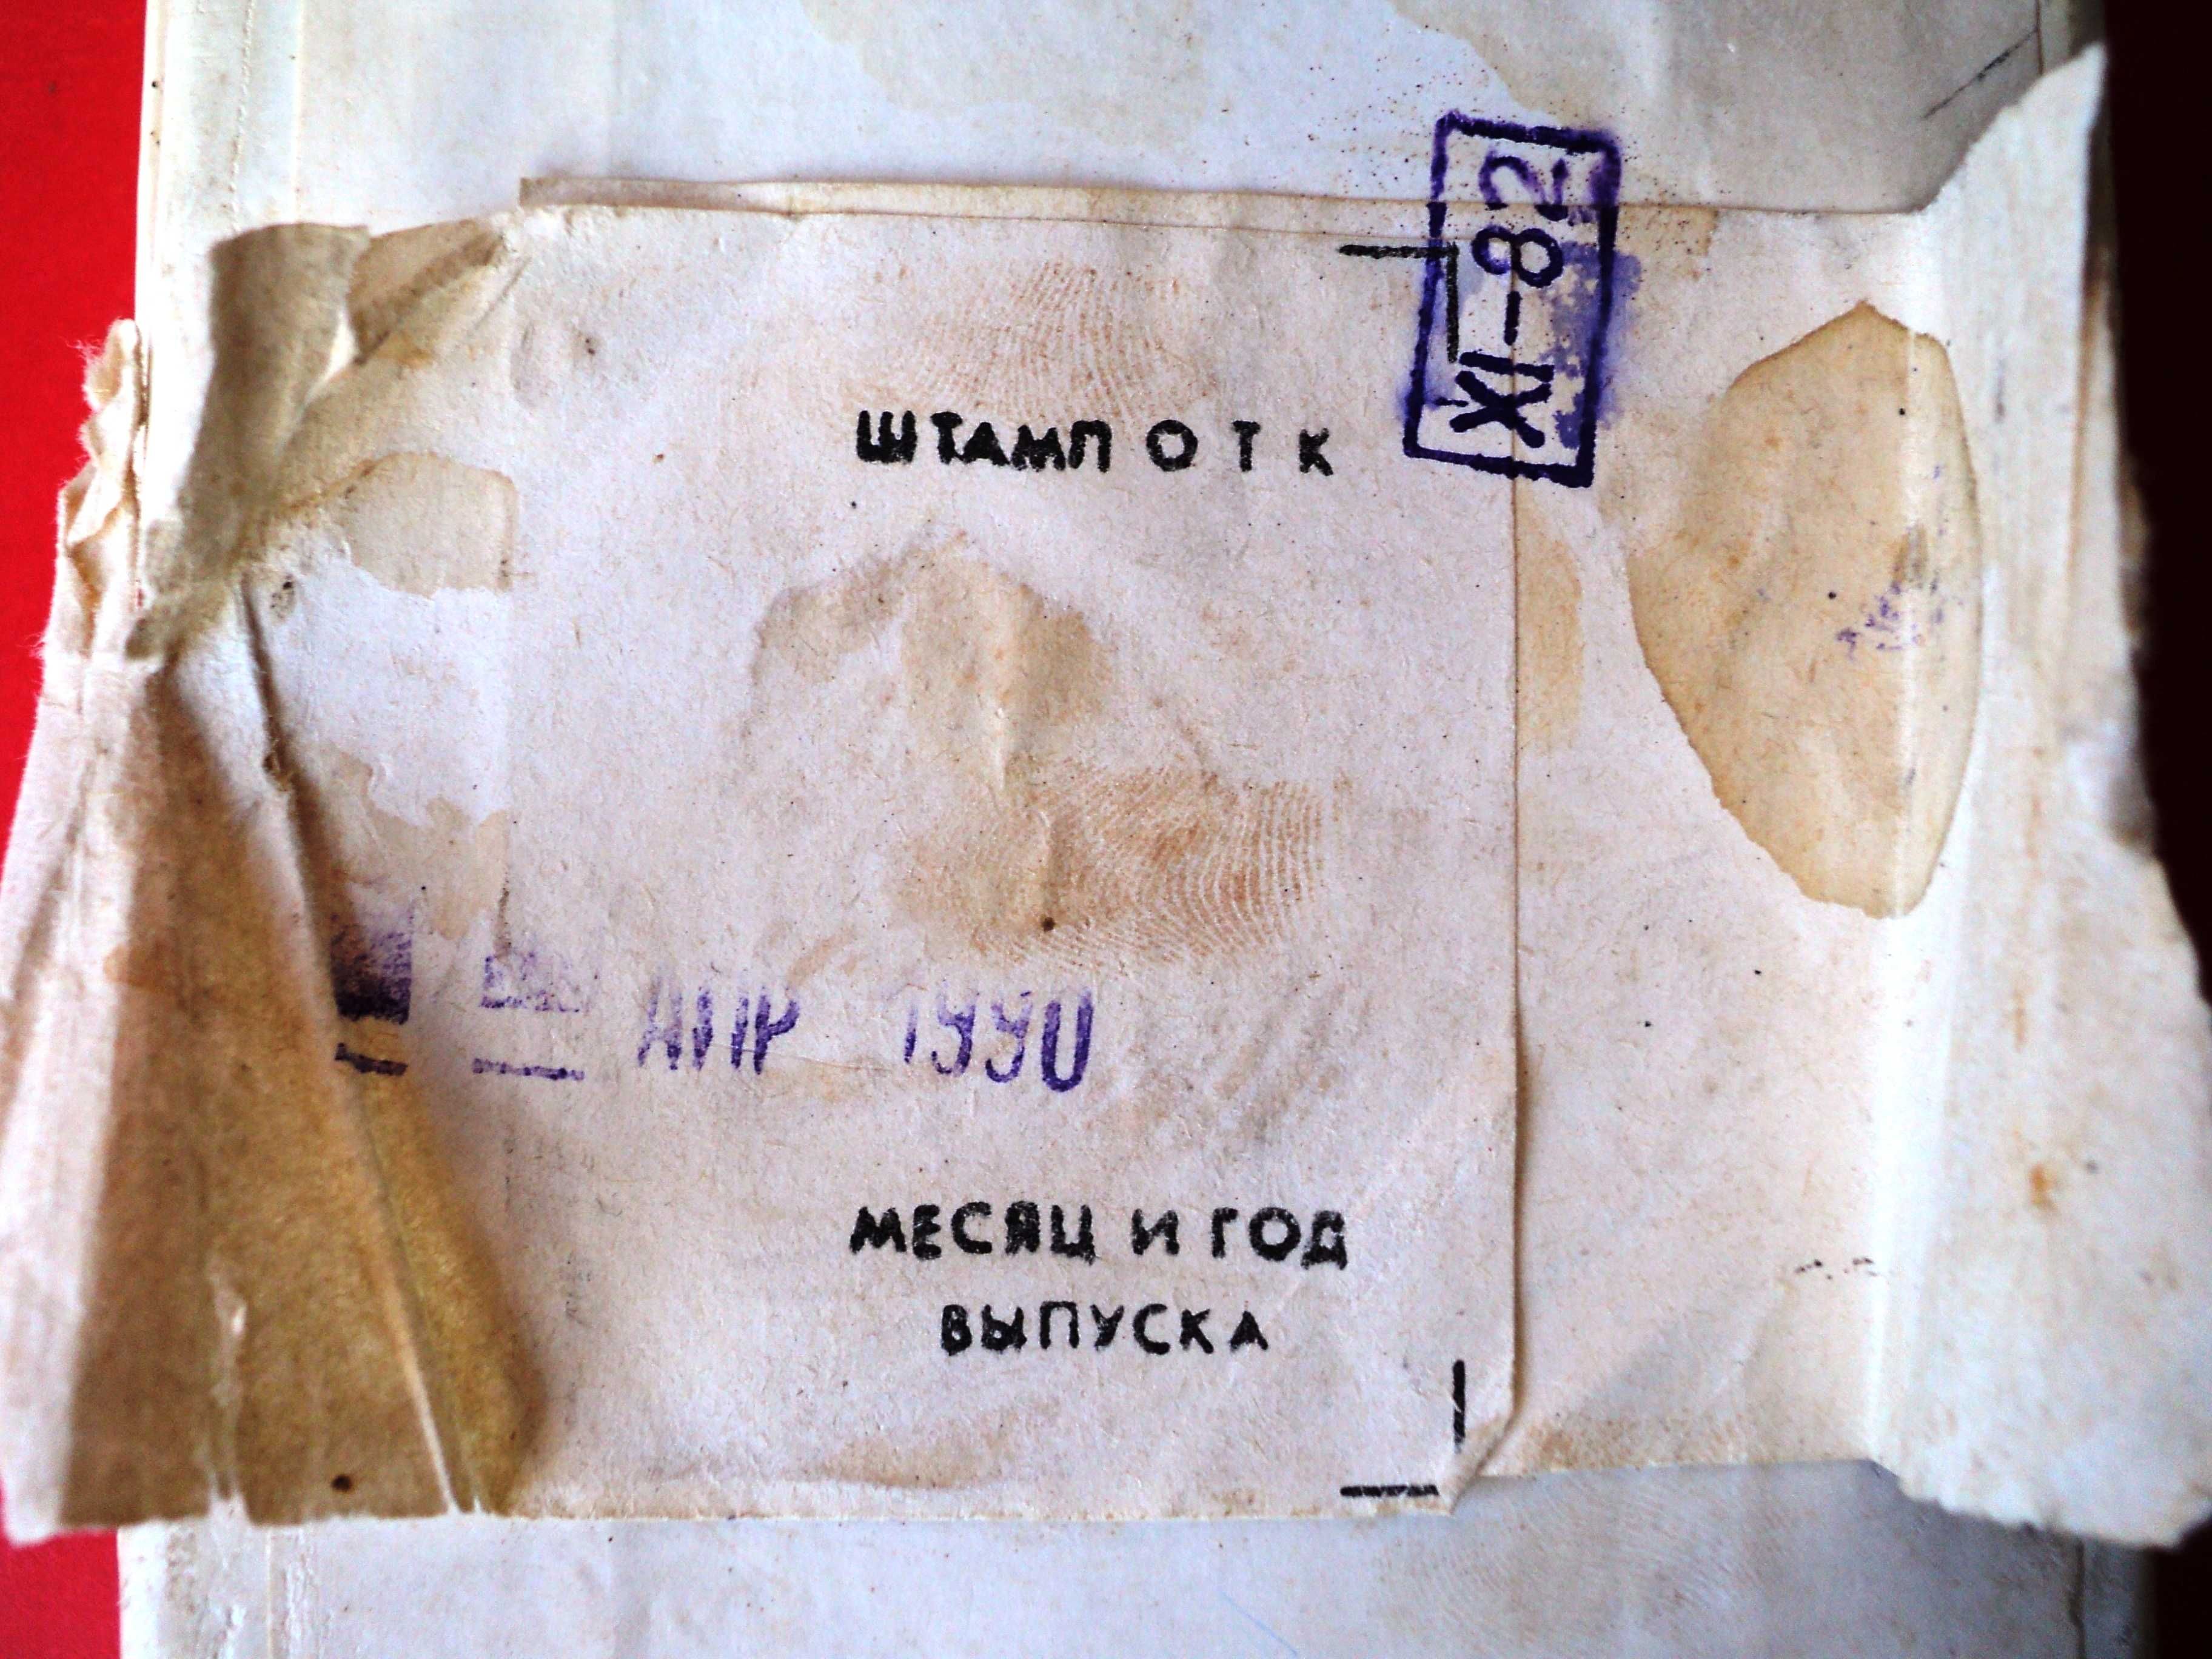 XI-82
ШТАМП О Т К
АПР 1990
МЕСЯЦ И ГОД
ВЫПУСКА